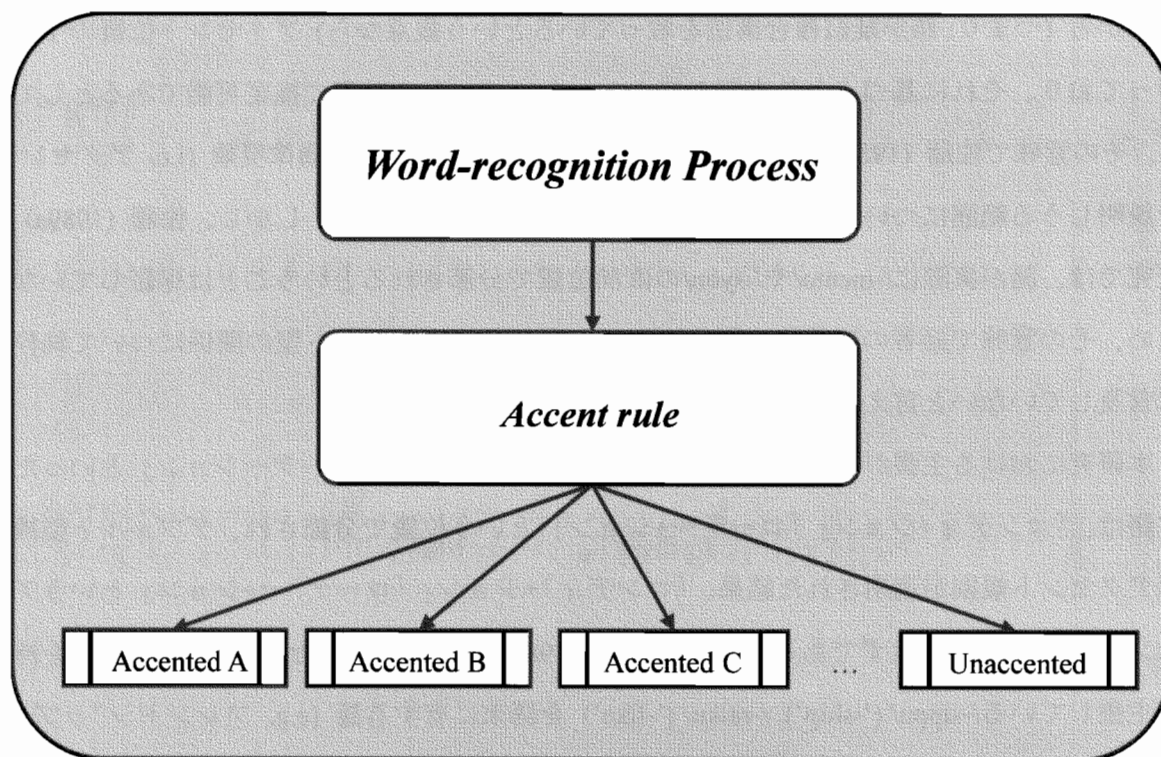 Word-recognition Process
Accent rule
Accented A
Accented B
Accented C
...
Unaccented